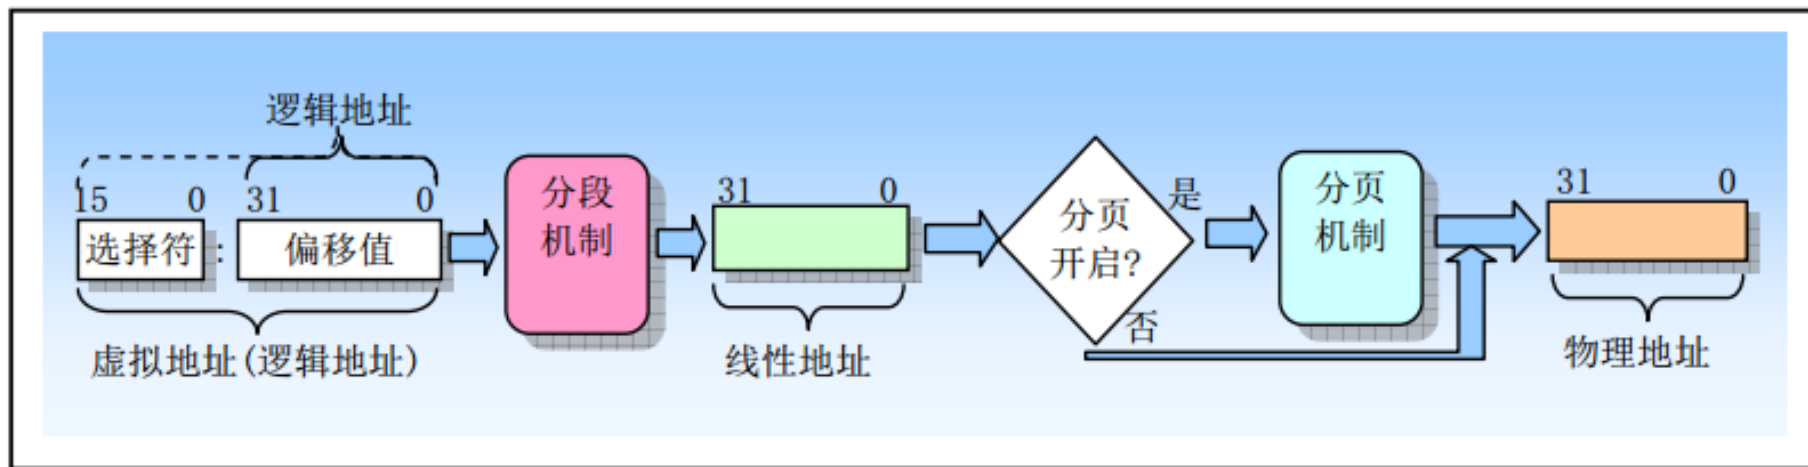 逻辑地址
15 0 31 0
选择符 : 偏移值
虚拟地址(逻辑地址)
分段
机制
31 0
线性地址
分页
开启?
是
否
分页
机制
31 0
物理地址